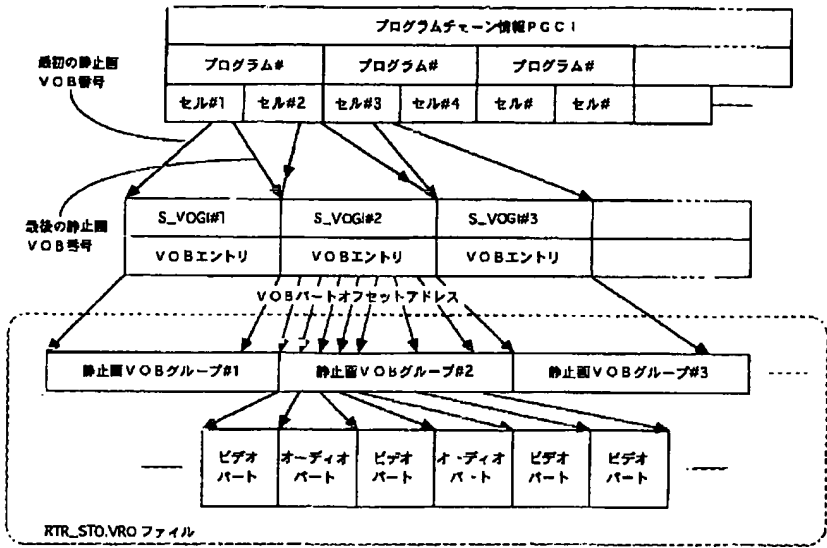 プログラムチェーン情報PGCI
最初の静止画
VOB番号
プログラム#
プログラム#
プログラム#
セル#1
セル#2
セル#3
セル#4
セル#
セル#
最後の静止画
VOB番号
S_VOGI#1
S_VOGI#2
S_VOGI#3
VOBエントリ
VOBエントリ
VOBエントリ
VOBパートオフセットアドレス
静止画VOBグループ#1
静止画VOBグループ#2
静止画VOBグループ#3
ビデオ
パート
オーディオ
パート
ビデオ
パート
オーディオ
パート
ビデオ
パート
ビデオ
パート
RTR_STO.VRO ファイル